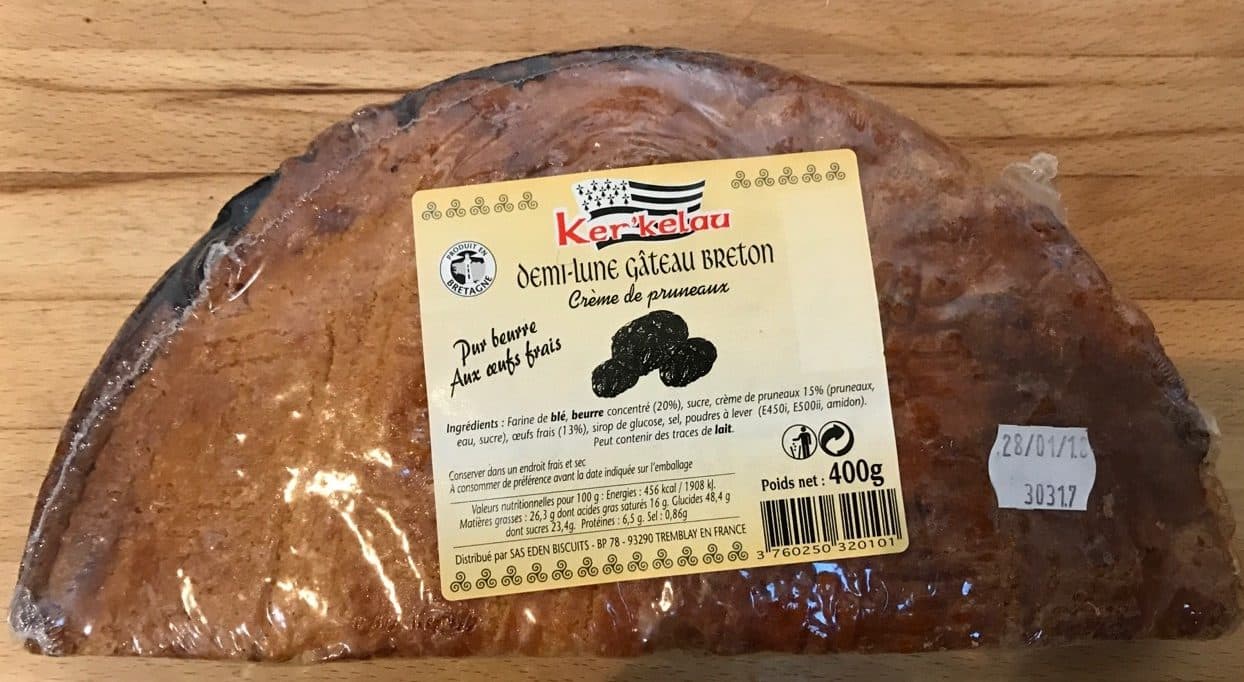 Ker'kelau
PRODUIT EN
BRETAGNE
DEMI-LUNE GÂTEAU BRETON
Crème de pruneaux
Pur beurre
Aux œufs frais
Ingrédients : Farine de blé, beurre concentré (20%), sucre, crème de pruneaux 15% (pruneaux,
eau, sucre), œufs frais (13%), sirop de glucose, sel, poudres à lever (E450i, E500ii, amidon).
Peut contenir des traces de lait.
Conserver dans un endroit frais et sec
A consommer de préférence avant la date indiquée sur l'emballage
Valeurs nutritionnelles pour 100 g : Energies : 456 kcal / 1908 kJ.
Matières grasses : 26,3 g dont acides gras saturés 16 g. Glucides 48,4 g
dont sucres 23,4g. Protéines : 6,5 g. Sel : 0,86g
Distribué par SAS EDEN BISCUITS - BP 78 - 93290 TREMBLAY EN FRANCE
Poids net : 400g
3 760250 320101
28/01/18
30317